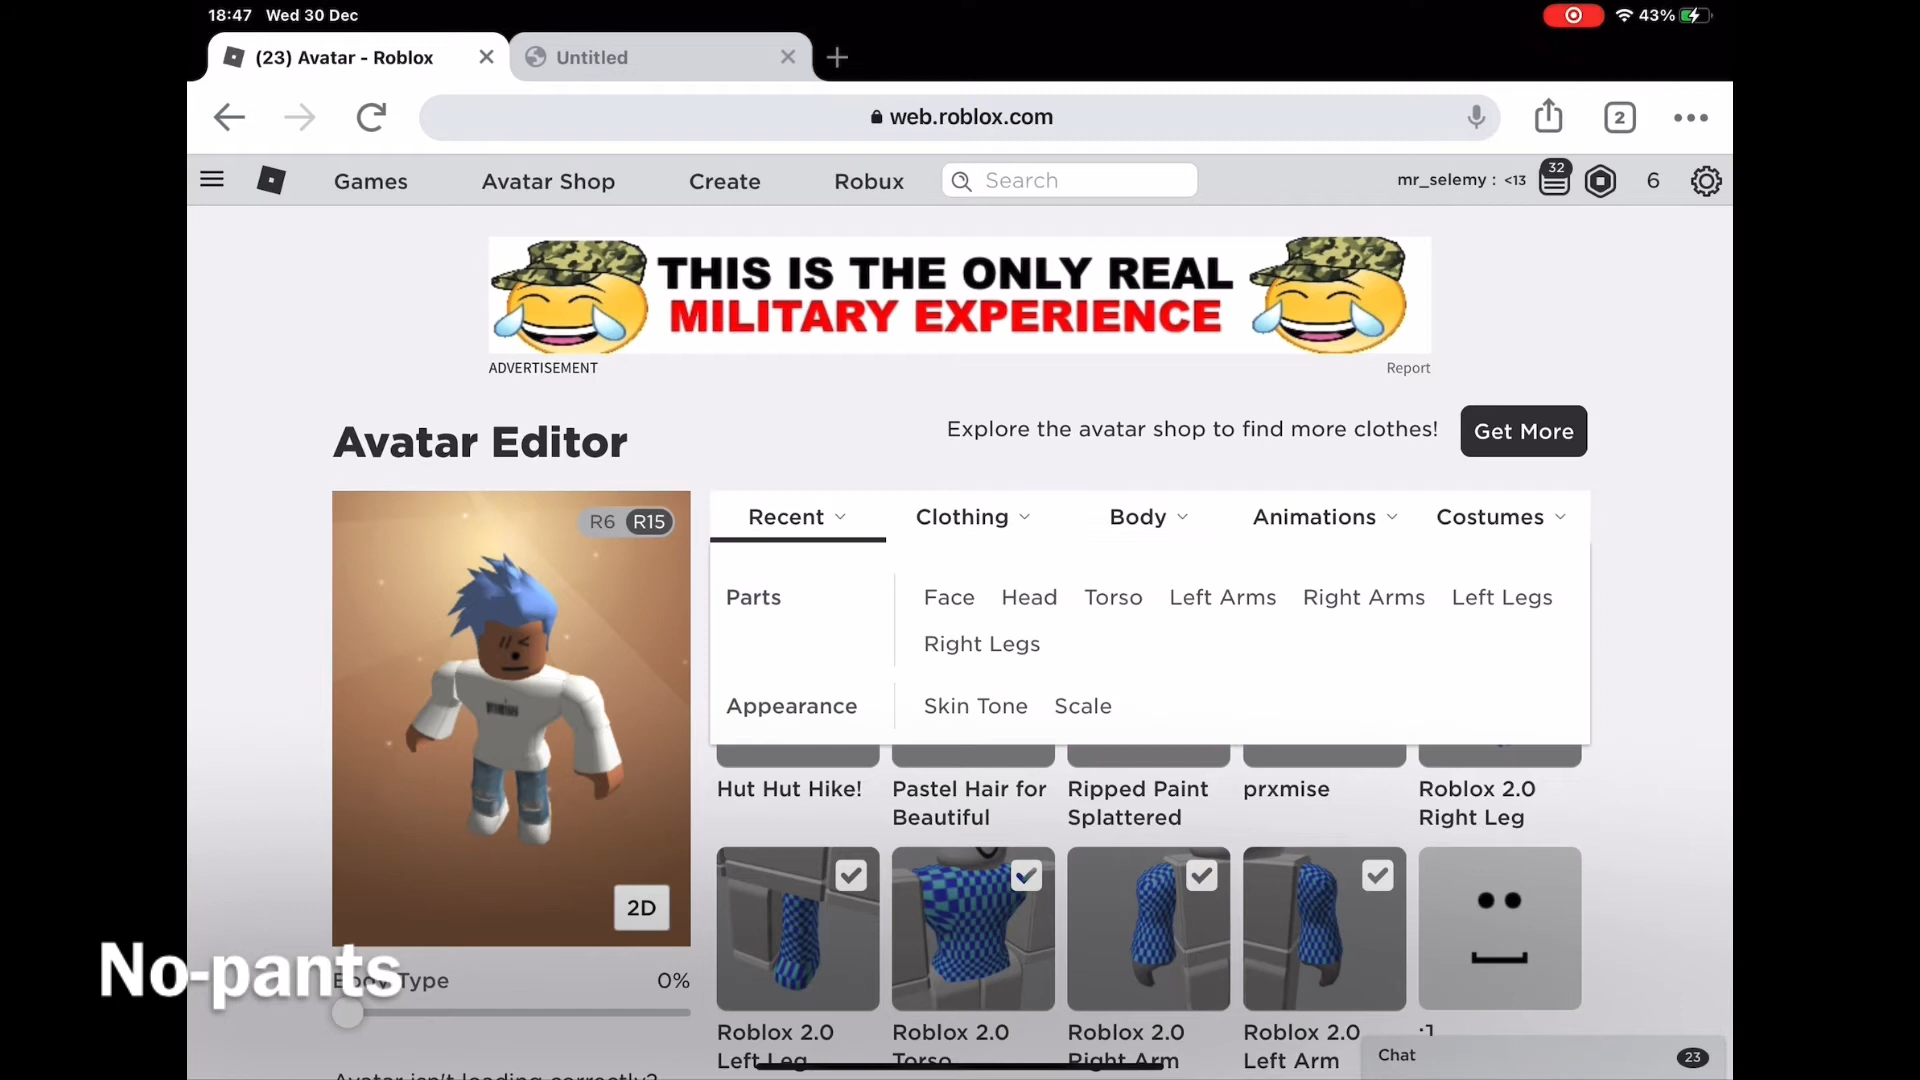 18:47 Wed 30 Dec
43%
(23) Avatar - Roblox
Untitled
web.roblox.com
2
Games
Avatar Shop
Create
Robux
Search
mr_selemy : <13
32
6
THIS IS THE ONLY REAL
MILITARY EXPERIENCE
ADVERTISEMENT
Report
Avatar Editor
Explore the avatar shop to find more clothes!
Get More
R6 R15
2D
Recent
Clothing
Body
Animations
Costumes
Parts
Face Head Torso Left Arms Right Arms Left Legs
Right Legs
Appearance
Skin Tone Scale
Hut Hut Hike!
Pastel Hair for
Beautiful
Ripped Paint
Splattered
prxmise
Roblox 2.0
Right Leg
No-pants
Body Type
0%
Roblox 2.0
Left Leg
Roblox 2.0
Torso
Roblox 2.0
Right Arm
Roblox 2.0
Left Arm
:]
Chat
23
Avatar isn't loading correctly?